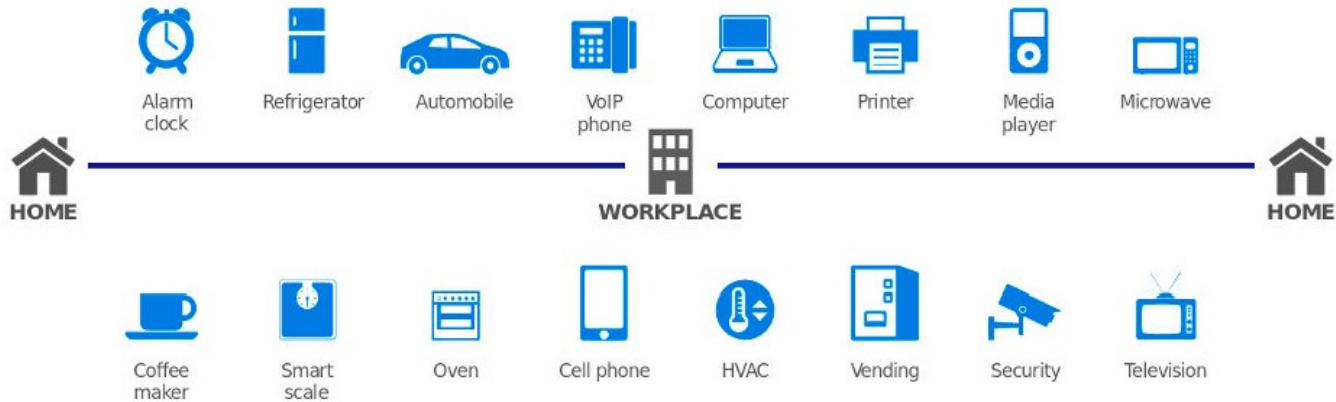 Alarm
clock
Refrigerator
Automobile
VoIP
phone
Computer
Printer
Media
player
Microwave
HOME
WORKPLACE
HOME
Coffee
maker
Smart
scale
Oven
Cell phone
HVAC
Vending
Security
Television